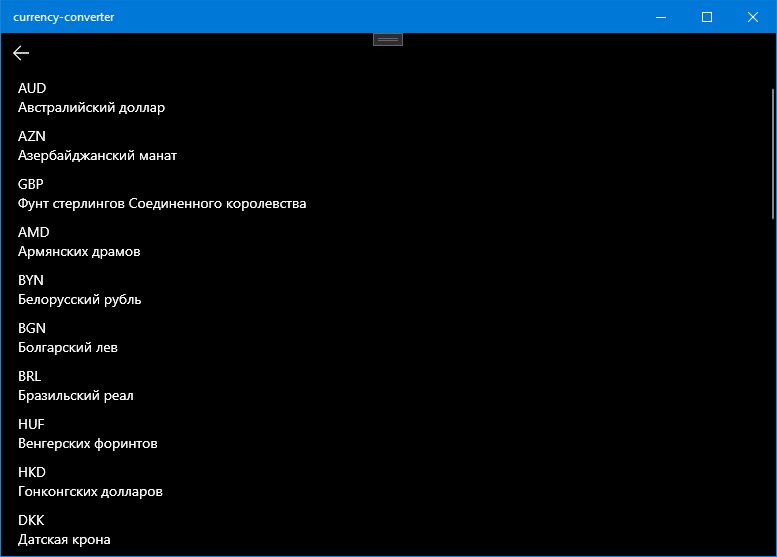 currency-converter
AUD
Австралийский доллар
AZN
Азербайджанский манат
GBP
Фунт стерлингов Соединенного королевства
AMD
Армянских драмов
BYN
Белорусский рубль
BGN
Болгарский лев
BRL
Бразильский реал
HUF
Венгерских форинтов
HKD
Гонконгских долларов
DKK
Датская крона